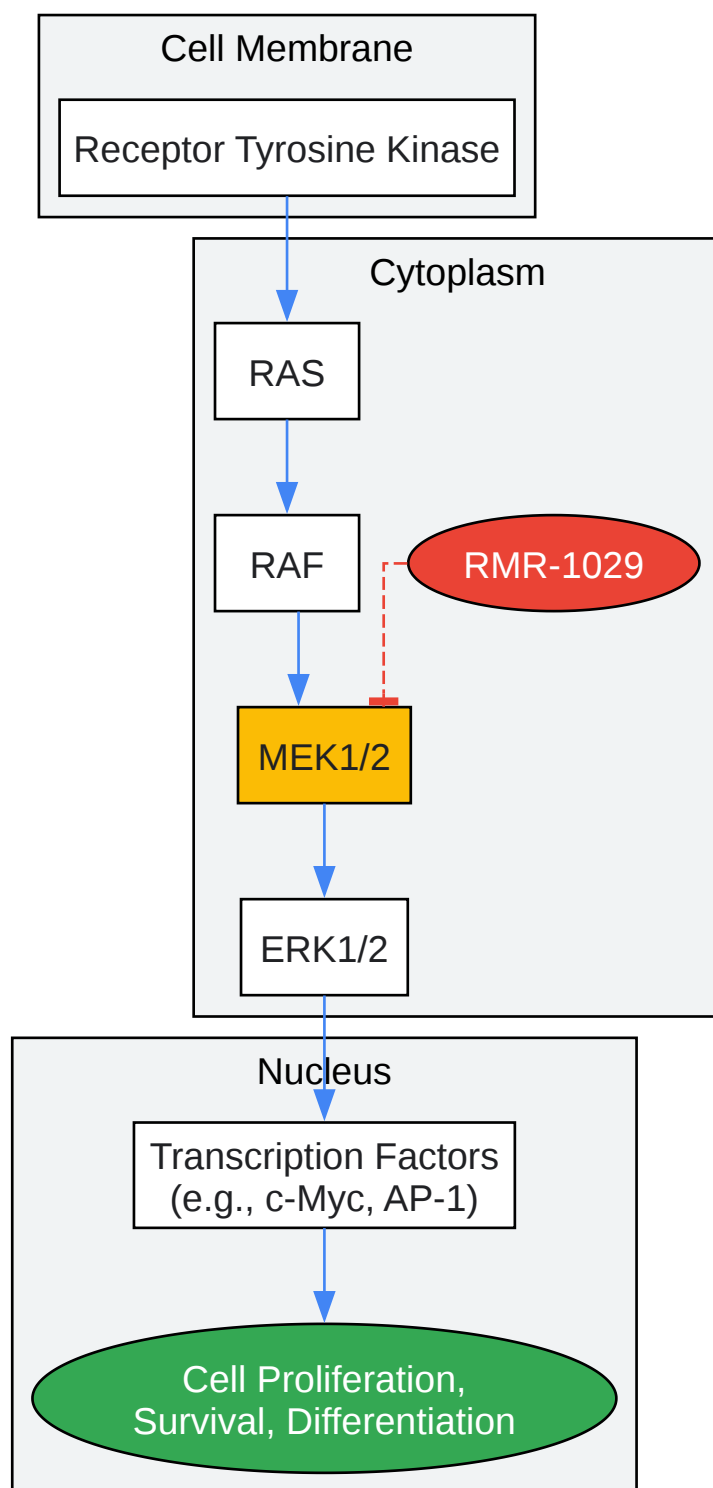 Cell Membrane
Receptor Tyrosine Kinase
Cytoplasm
RAS
RAF
RMR-1029
MEK1/2
ERK1/2
Nucleus
Transcription Factors
(e.g., c-Myc, AP-1)
Cell Proliferation,
Survival, Differentiation